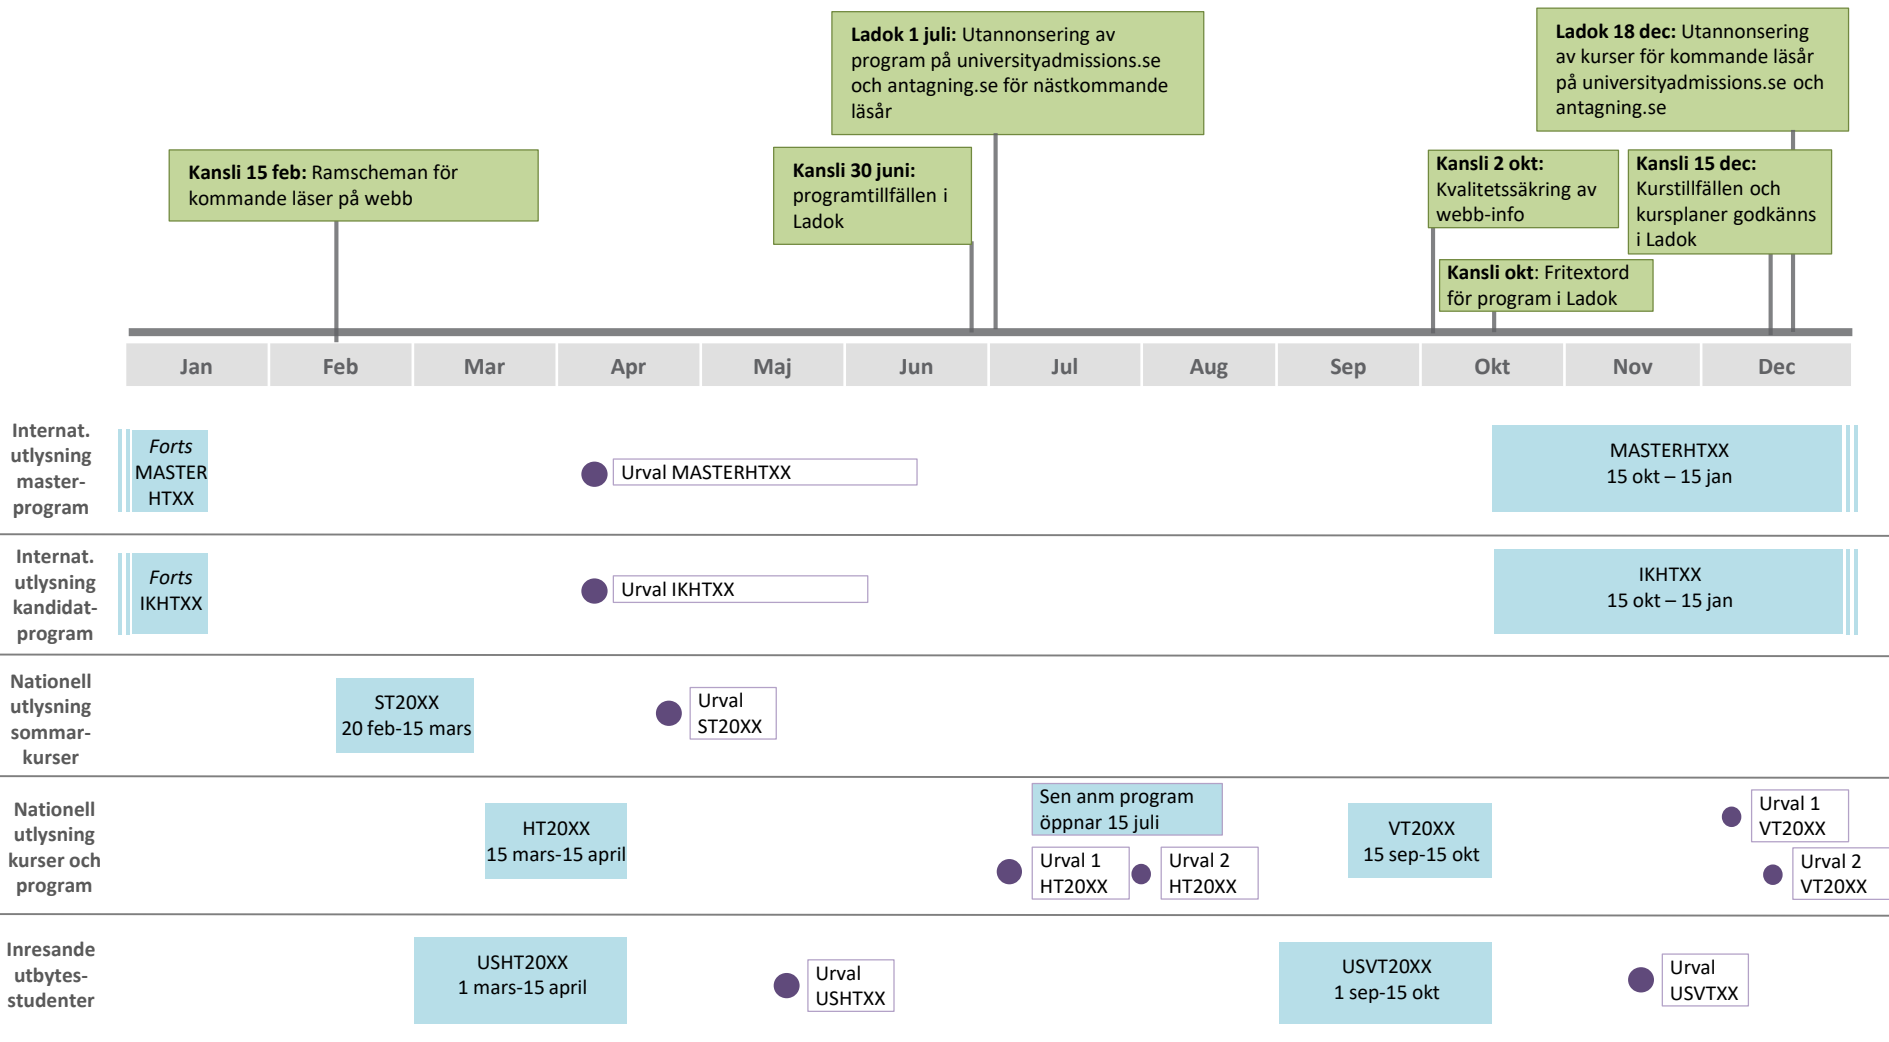 Ladok 1 juli: Utannonsering av
program på universityadmissions.se
och antagning.se för nästkommande
läsår
Ladok 18 dec: Utannonsering
av kurser för kommande läsår
på universityadmissions.se och
antagning.se
Kansli 15 feb: Ramscheman för
kommande läser på webb
Kansli 30 juni:
programtillfällen i
Ladok
Kansli 2 okt:
Kvalitetssäkring av
webb-info
Kansli 15 dec:
Kurstillfällen och
kursplaner godkänns
i Ladok
Kansli okt: Fritextord
för program i Ladok
Jan
Feb
Mar
Apr
Maj
Jun
Jul
Aug
Sep
Okt
Nov
Dec
Internat.
utlysning
master-
program
Forts
MASTER
HTXX
Urval MASTERHTXX
MASTERHTXX
15 okt – 15 jan
Internat.
utlysning
kandidat-
program
Forts
IKHTXX
Urval IKHTXX
IKHTXX
15 okt – 15 jan
Nationell
utlysning
sommar-
kurser
ST20XX
20 feb-15 mars
Urval
ST20XX
Nationell
utlysning
kurser och
program
HT20XX
15 mars-15 april
Sen anm program
öppnar 15 juli
Urval 1
HT20XX
Urval 2
HT20XX
VT20XX
15 sep-15 okt
Urval 1
VT20XX
Urval 2
VT20XX
Inresande
utbytes-
studenter
USHT20XX
1 mars-15 april
Urval
USHTXX
USVT20XX
1 sep-15 okt
Urval
USVTXX